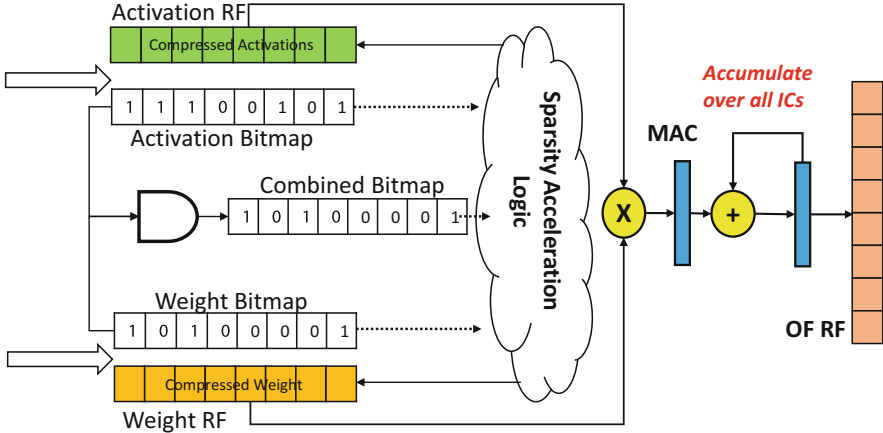 Activation RF
Compressed Activations
1 1 1 0 0 1 0 1
Activation Bitmap
Combined Bitmap
1 0 1 0 0 0 0 1
Weight Bitmap
1 0 1 0 0 0 0 1
Compressed Weight
Weight RF
Sparsity Acceleration
Logic
X
MAC
+
Accumulate
over all ICs
OF RF